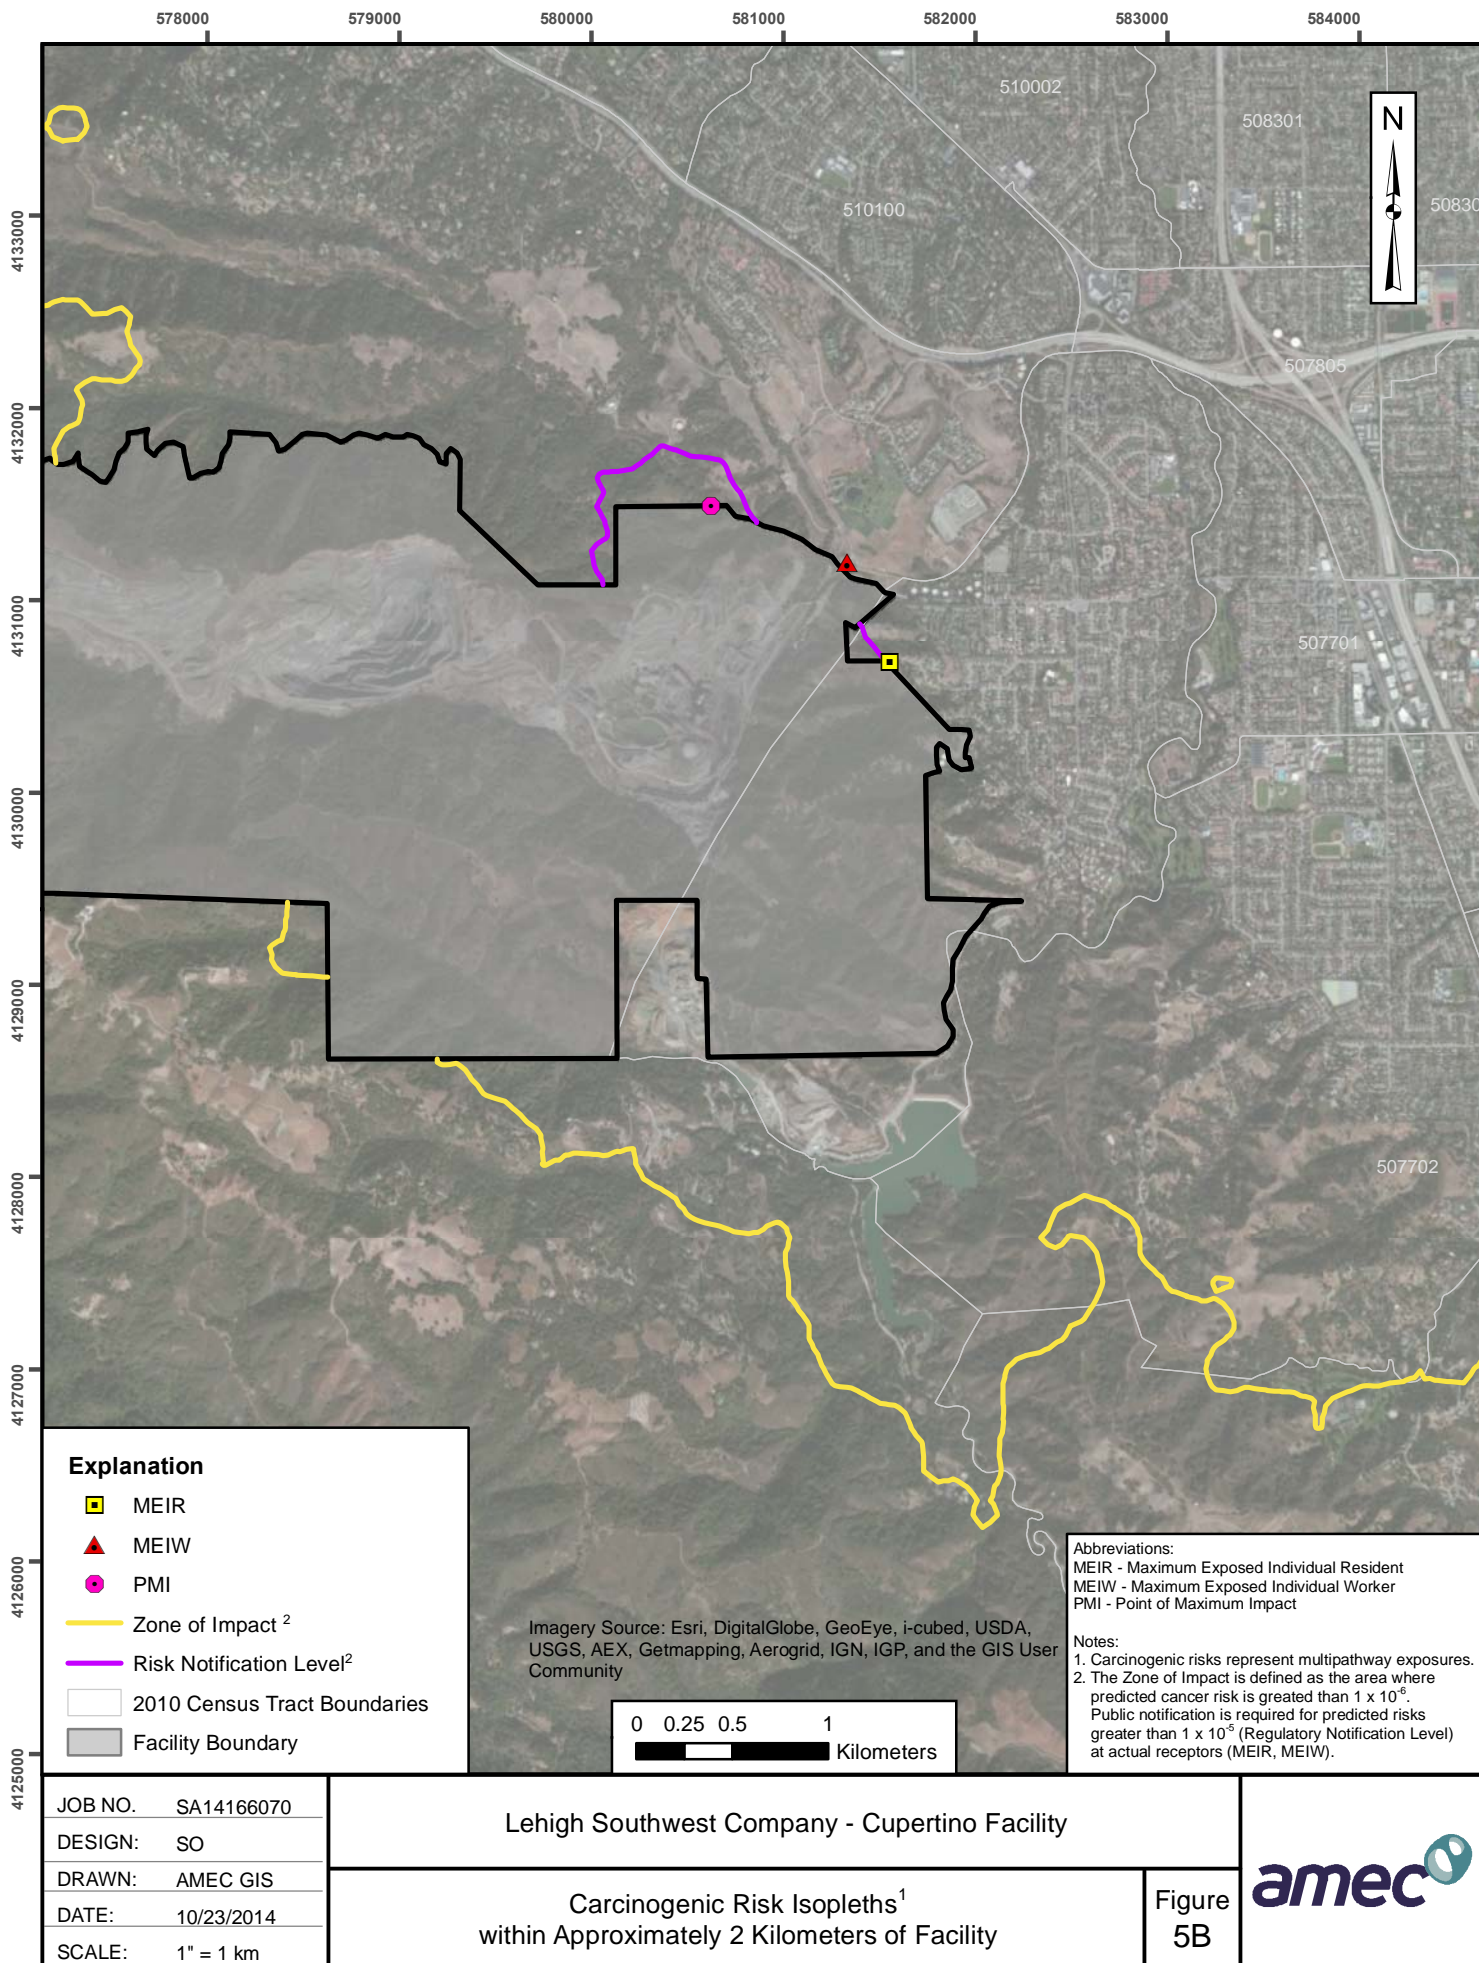 578000 579000 580000 581000 582000 583000 584000
4133000
4132000
4131000
4130000
4129000
4128000
4127000
4126000
4125000
510002
508301
N
510100
50830
507805
507701
507702
Explanation
MEIR
MEIW
PMI
Zone of Impact 2
Risk Notification Level2
2010 Census Tract Boundaries
Facility Boundary
Imagery Source: Esri, DigitalGlobe, GeoEye, i-cubed, USDA,
USGS, AEX, Getmapping, Aerogrid, IGN, IGP, and the GIS User
Community
0 0.25 0.5 1
Kilometers
Abbreviations:
MEIR - Maximum Exposed Individual Resident
MEIW - Maximum Exposed Individual Worker
PMI - Point of Maximum Impact
Notes:
1. Carcinogenic risks represent multipathway exposures.
2. The Zone of Impact is defined as the area where
predicted cancer risk is greated than 1 x 10-6.
Public notification is required for predicted risks
greater than 1 x 10-5 (Regulatory Notification Level)
at actual receptors (MEIR, MEIW).
JOB NO. SA14166070
DESIGN: SO
DRAWN: AMEC GIS
DATE: 10/23/2014
SCALE: 1" = 1 km
Lehigh Southwest Company - Cupertino Facility
Carcinogenic Risk Isopleths1
within Approximately 2 Kilometers of Facility
Figure
5B
amec